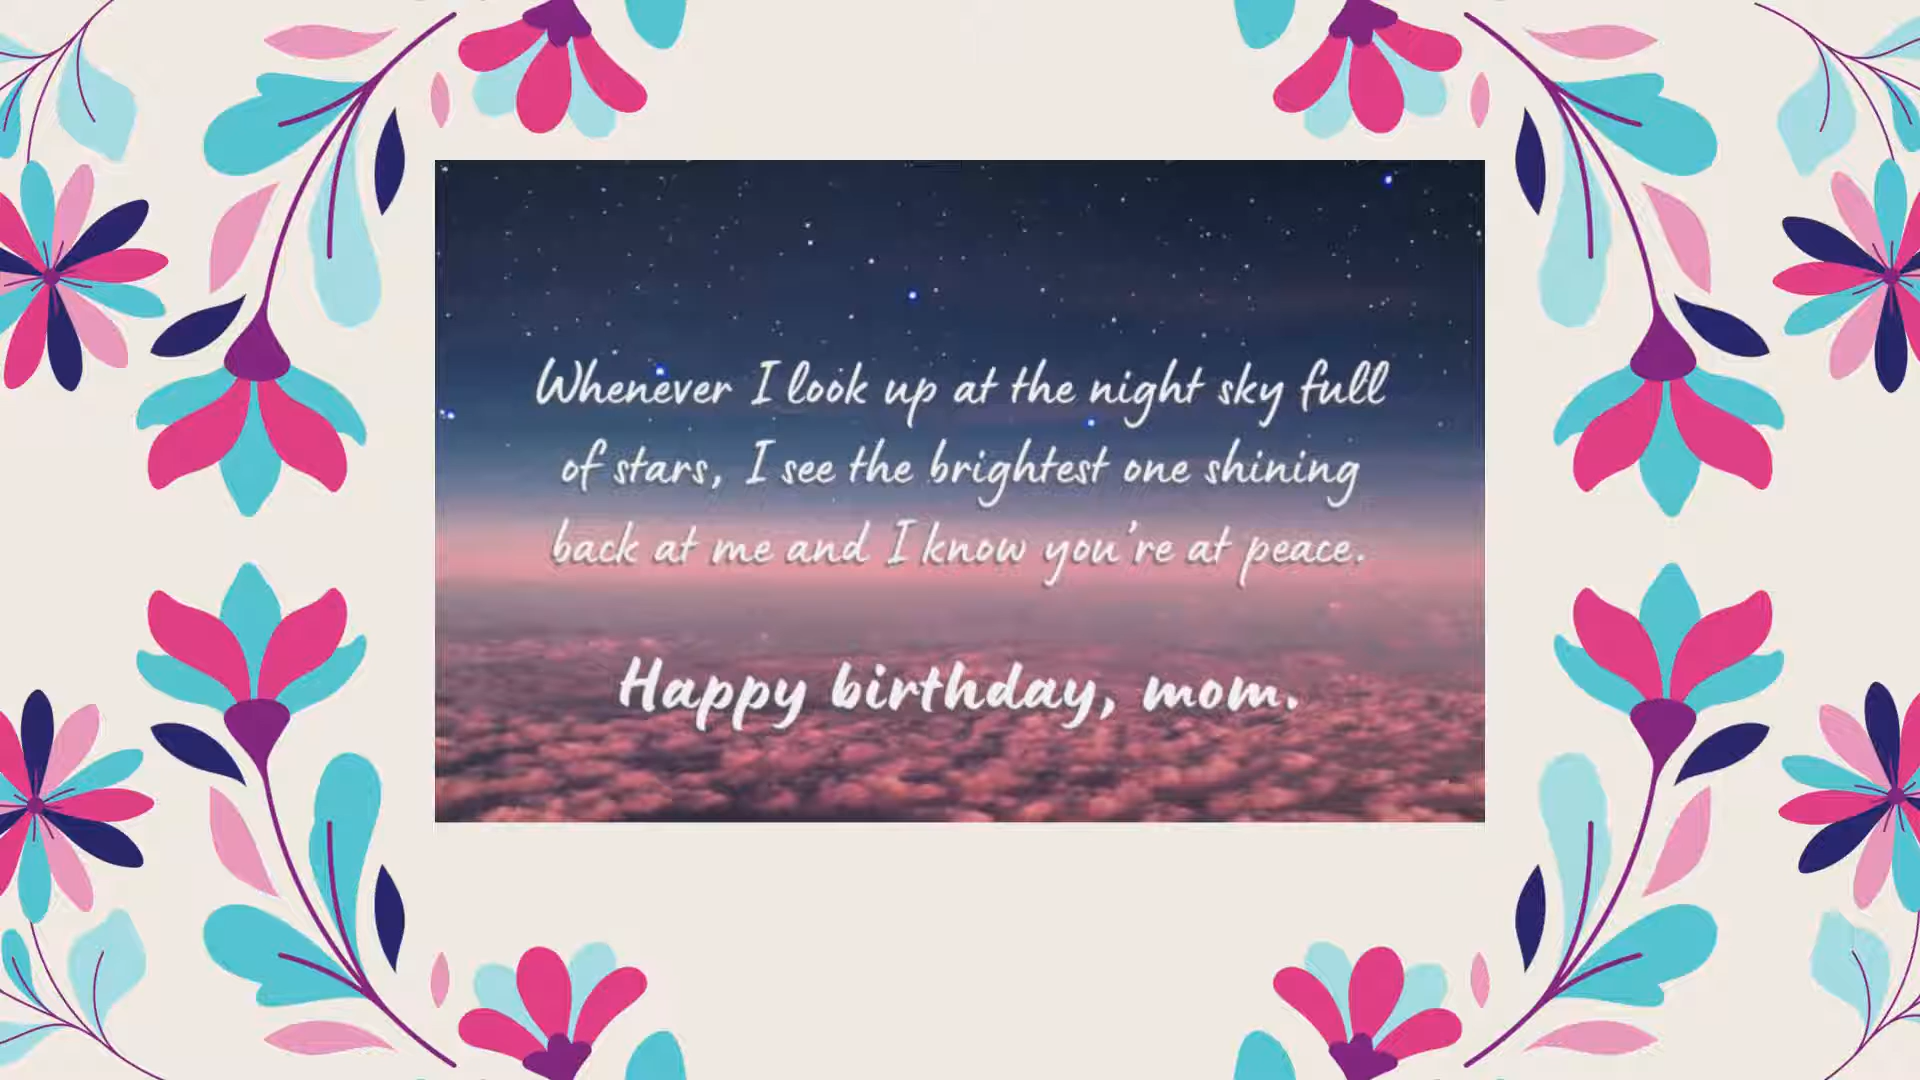 Whenever I look up at the night sky full
of stars, I see the brightest one shining
back at me and I know you're at peace.
Happy birthday, mom.